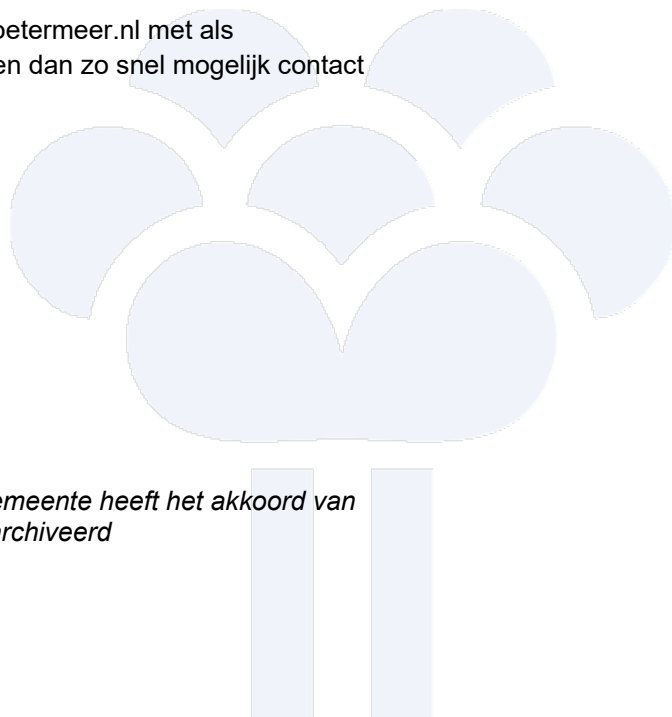 oetermeer.nl met als
en dan zo snel mogelijk contact
emeente heeft het akkoord van
rchiveerd